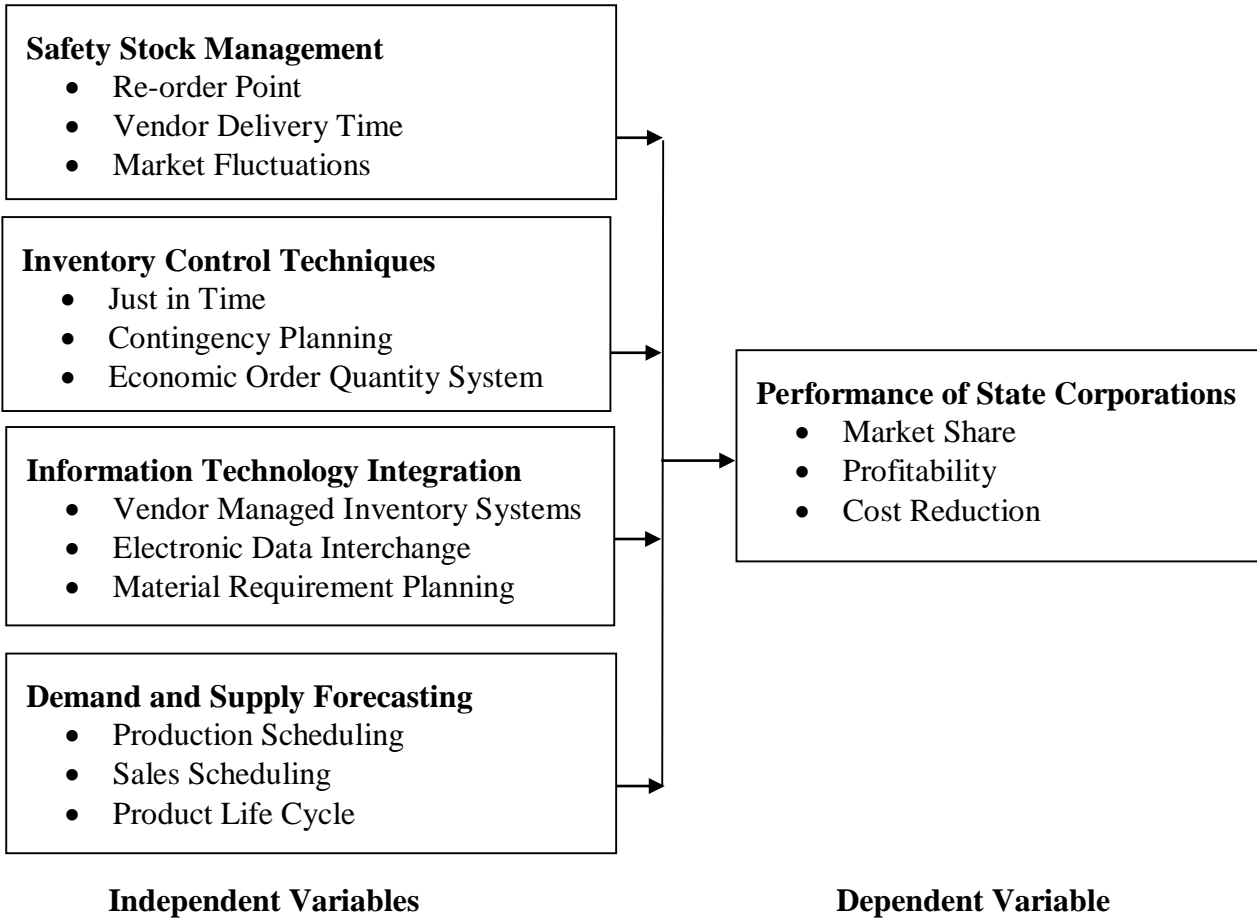 Safety Stock Management
• Re-order Point
• Vendor Delivery Time
• Market Fluctuations
Inventory Control Techniques
• Just in Time
• Contingency Planning
• Economic Order Quantity System
Information Technology Integration
• Vendor Managed Inventory Systems
• Electronic Data Interchange
• Material Requirement Planning
Demand and Supply Forecasting
• Production Scheduling
• Sales Scheduling
• Product Life Cycle
Independent Variables
Performance of State Corporations
• Market Share
• Profitability
• Cost Reduction
Dependent Variable